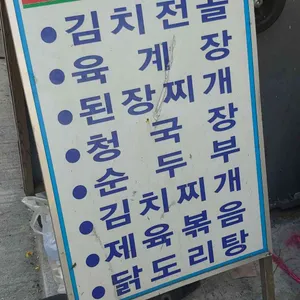 • 김치전골
• 육 계 장
• 된장찌개
• 청 국 장
• 순 두 부
• 김치찌개
• 제육볶음
• 닭도리탕